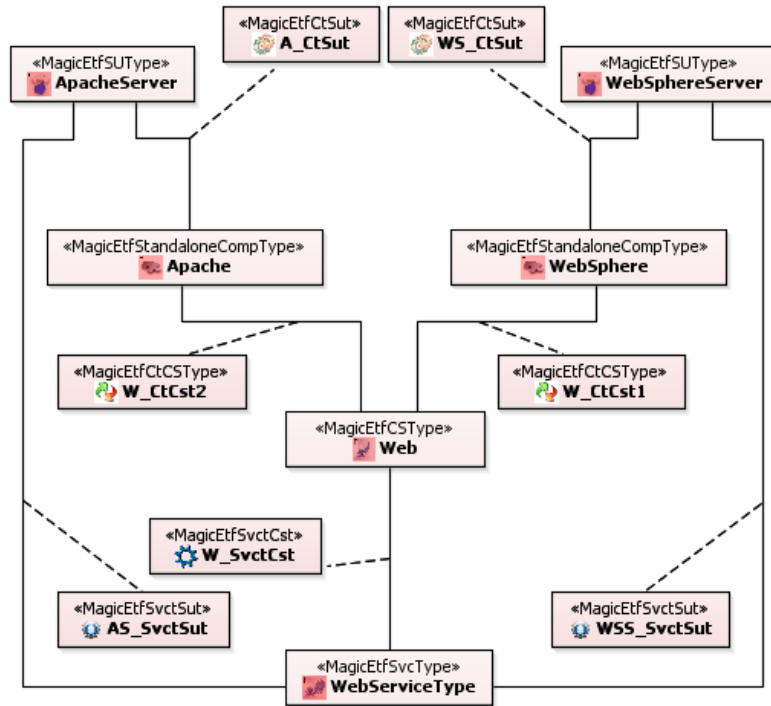 «MagicEtfCtSut»
A_CtSut
«MagicEtfCtSut»
WS_CtSut
«MagicEtfSUType»
ApacheServer
«MagicEtfSUType»
WebSphereServer
«MagicEtfStandaloneCompType»
Apache
«MagicEtfStandaloneCompType»
WebSphere
«MagicEtfCtCSType»
W_CtCst2
«MagicEtfCtCSType»
W_CtCst1
«MagicEtfCSType»
Web
«MagicEtfSvctCst»
W_SvctCst
«MagicEtfSvctSut»
AS_SvctSut
«MagicEtfSvctSut»
WSS_SvctSut
«MagicEtfSvcType»
WebServiceType